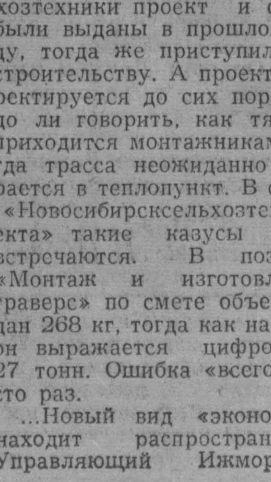 хозтехники проект и с
были выданы в прошло
ду, тогда же приступил
строительству. А проект
ректируется до сих пор
до ли говорить, как тя
приходится монтажникам
гда трасса неожиданно
рается в теплопункт. В с
«Новосибирсксельхозте
екта» такие казусы
встречаются. В поз
«Монтаж и изготовл
траверс» по смете объе
дан 268 кг, тогда как на
он выражается цифро
27 тонн. Ошибка «всего
сто раз.
...Новый вид «эконо
находит распростран
Управляющий Ижмор